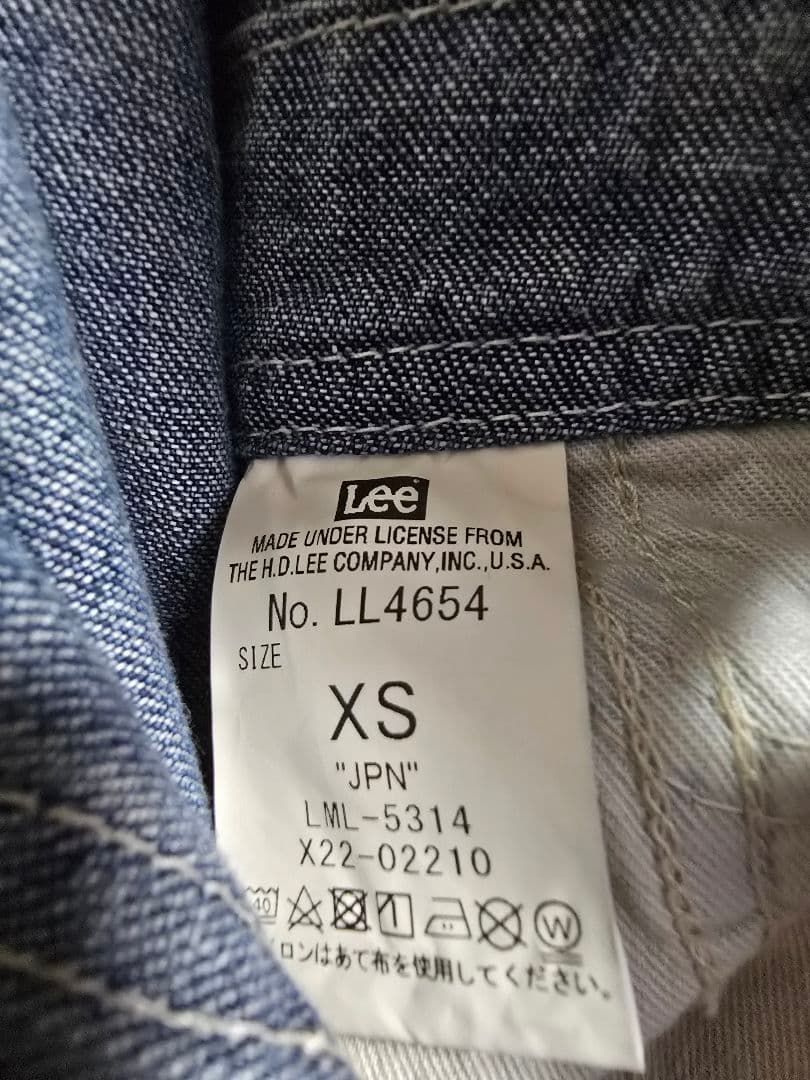 Lee
MADE UNDER LICENSE FROM
THE H.D.LEE COMPANY,INC.,U.S.A.
No. LL4654
SIZE
XS
"JPN"
LML-5314
X22-02210
40 W
ロンはあて布を使用してください。